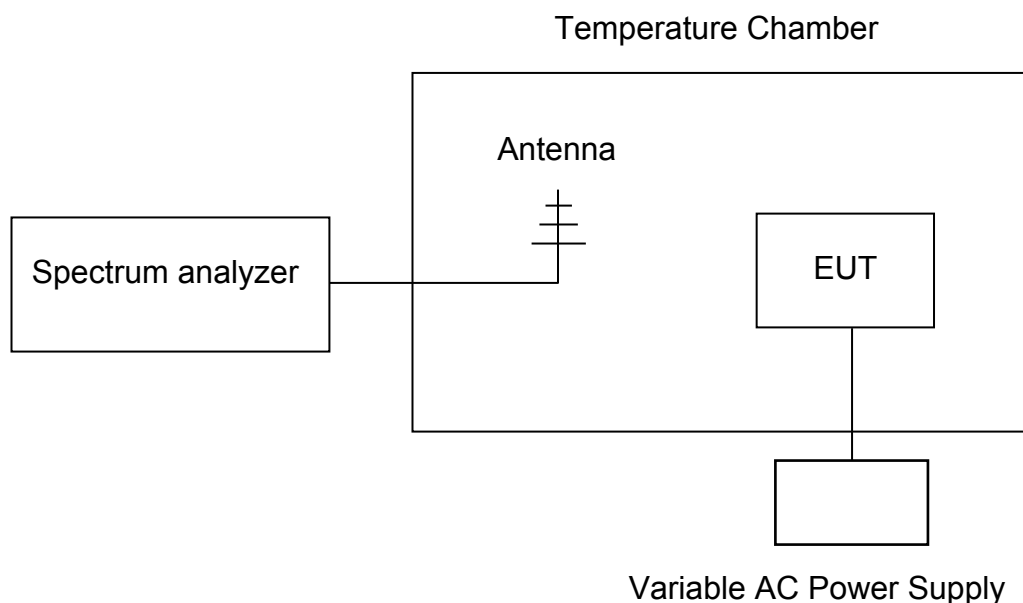 Temperature Chamber
Antenna
Spectrum analyzer
EUT
Variable AC Power Supply